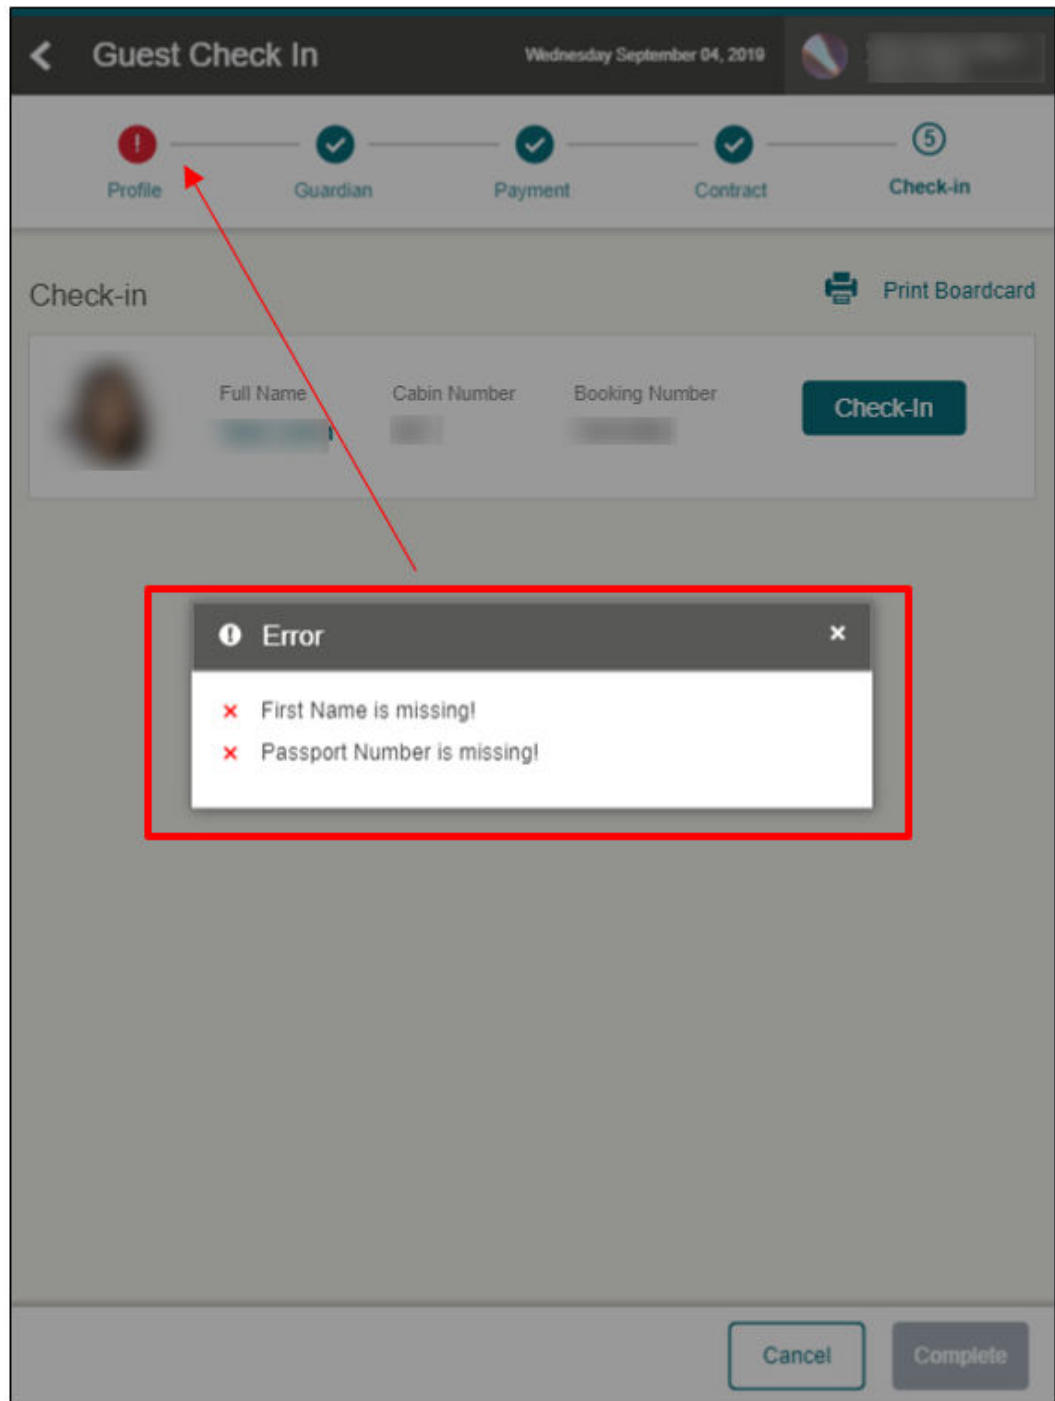 Guest Check In
Wednesday September 04, 2019
Profile
Guardian
Payment
Contract
5
Check-in
Check-in
Print Boardcard
Full Name
Cabin Number
Booking Number
Check-In
Error
First Name is missing!
Passport Number is missing!
Cancel
Complete